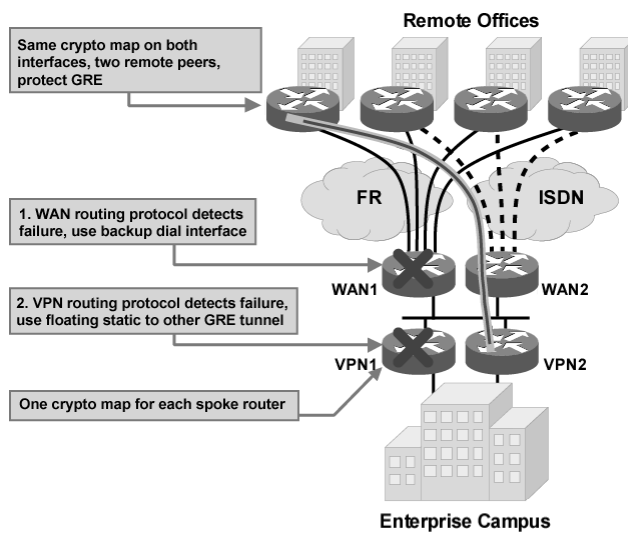 Remote Offices
Same crypto map on both
interfaces, two remote peers,
protect GRE
FR
ISDN
1. WAN routing protocol detects
failure, use backup dial interface
WAN1
WAN2
2. VPN routing protocol detects failure,
use floating static to other GRE tunnel
VPN1
VPN2
One crypto map for each spoke router
Enterprise Campus